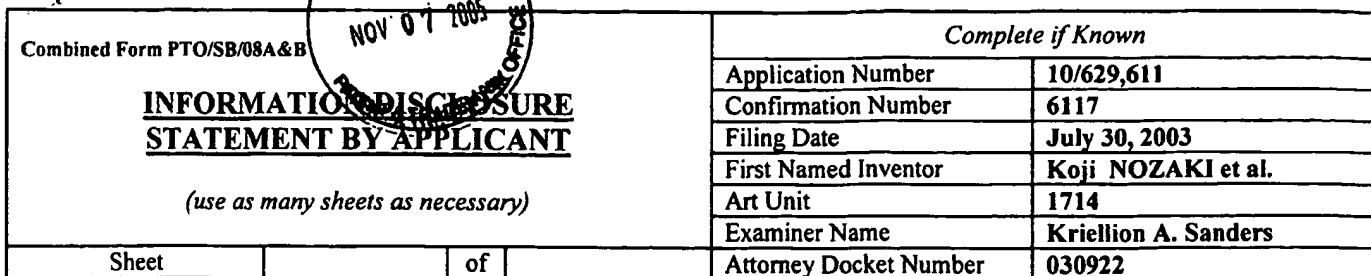 NOV 07 2005
OFFICE
Combined Form PTO/SB/08A&B
INFORMATION DISCLOSURE
STATEMENT BY APPLICANT
(use as many sheets as necessary)
Sheet of
Complete if Known
Application Number 10/629,611
Confirmation Number 6117
Filing Date July 30, 2003
First Named Inventor Koji NOZAKI et al.
Art Unit 1714
Examiner Name Kriellion A. Sanders
Attorney Docket Number 030922